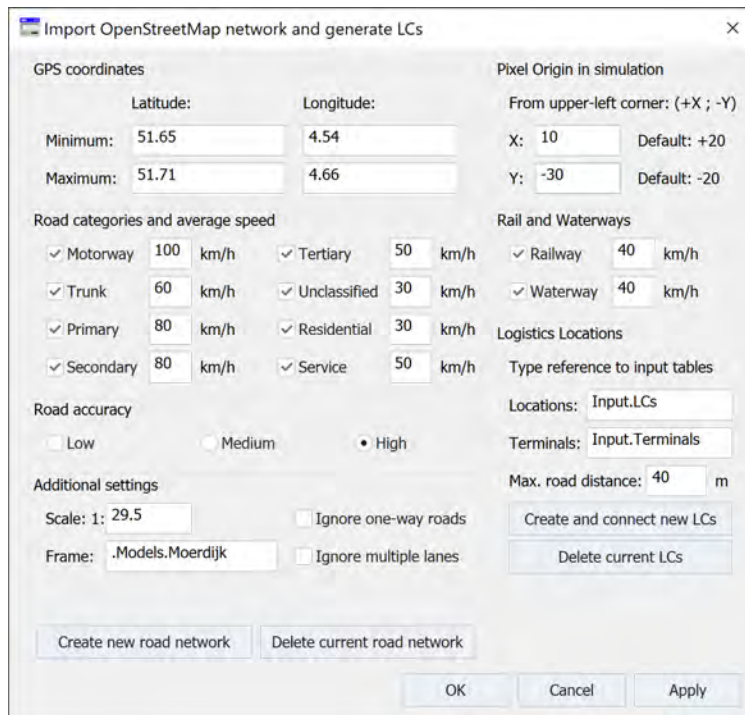 Import OpenStreetMap network and generate LCs
GPS coordinates
Latitude: Longitude:
Minimum: 51.65 4.54
Maximum: 51.71 4.66
Road categories and average speed
Motorway 100 km/h Tertiary 50 km/h
Trunk 60 km/h Unclassified 30 km/h
Primary 80 km/h Residential 30 km/h
Secondary 80 km/h Service 50 km/h
Road accuracy
Low Medium High
Additional settings
Scale: 1: 29.5 Ignore one-way roads
Frame: .Models.Moerdijk Ignore multiple lanes
Create new road network Delete current road network
Pixel Origin in simulation
From upper-left corner: (+X ; -Y)
X: 10 Default: +20
Y: -30 Default: -20
Rail and Waterways
Railway 40 km/h
Waterway 40 km/h
Logistics Locations
Type reference to input tables
Locations: Input.LCs
Terminals: Input.Terminals
Max. road distance: 40 m
Create and connect new LCs
Delete current LCs
OK Cancel Apply